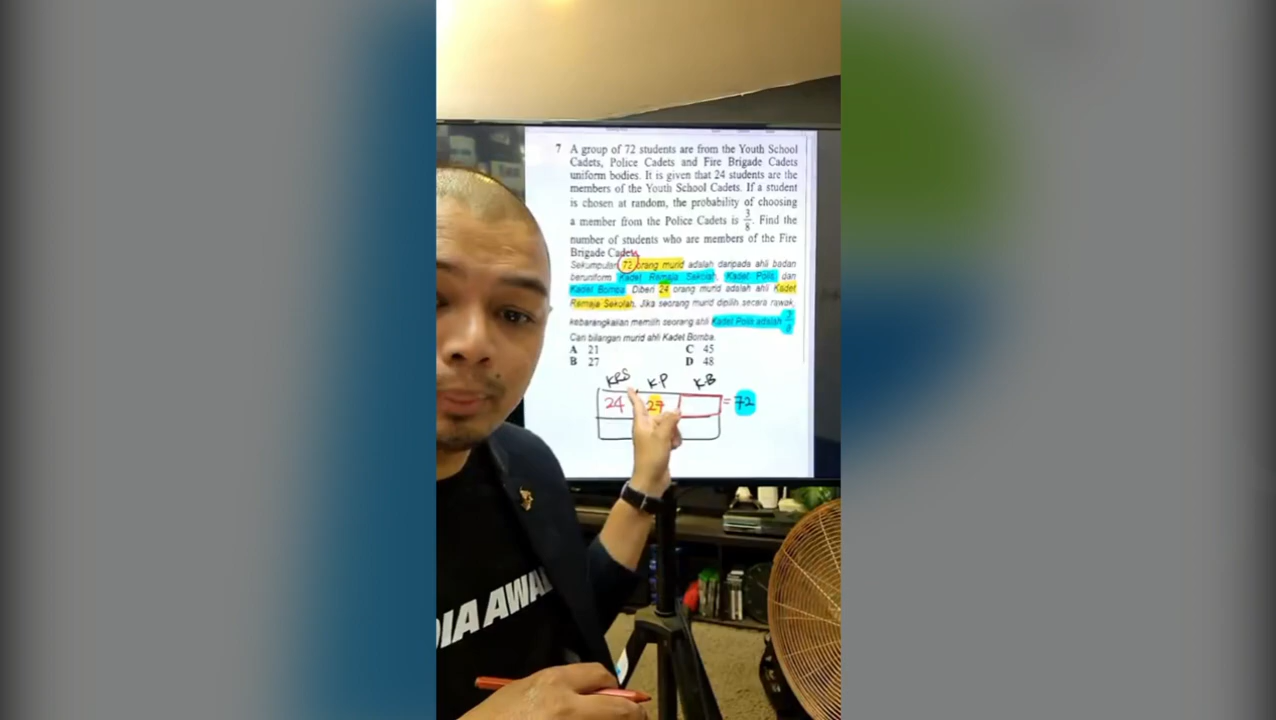 7 A group of 72 students are from the Youth School
Cadets, Police Cadets and Fire Brigade Cadets
uniform bodies. It is given that 24 students are the
members of the Youth School Cadets. If a student
is chosen at random, the probability of choosing
a member from the Police Cadets is 3/8. Find the
number of students who are members of the Fire
Brigade Cadets.
Sekumpulan 72 orang murid adalah daripada ahli badan
beruniform Kadet Remaja Sekolah, Kadet Polis dan
Kadet Bomba. Diberi 24 orang murid adalah ahli Kadet
Remaja Sekolah. Jika seorang murid dipilih secara rawak,
kebarangkalian memilih seorang ahli Kadet Polis adalah
Cari bilangan murid ahli Kadet Bomba.
A 21 C 45
B 27 D 48
KRS KP KB
24 27 = 72
DIA AWA